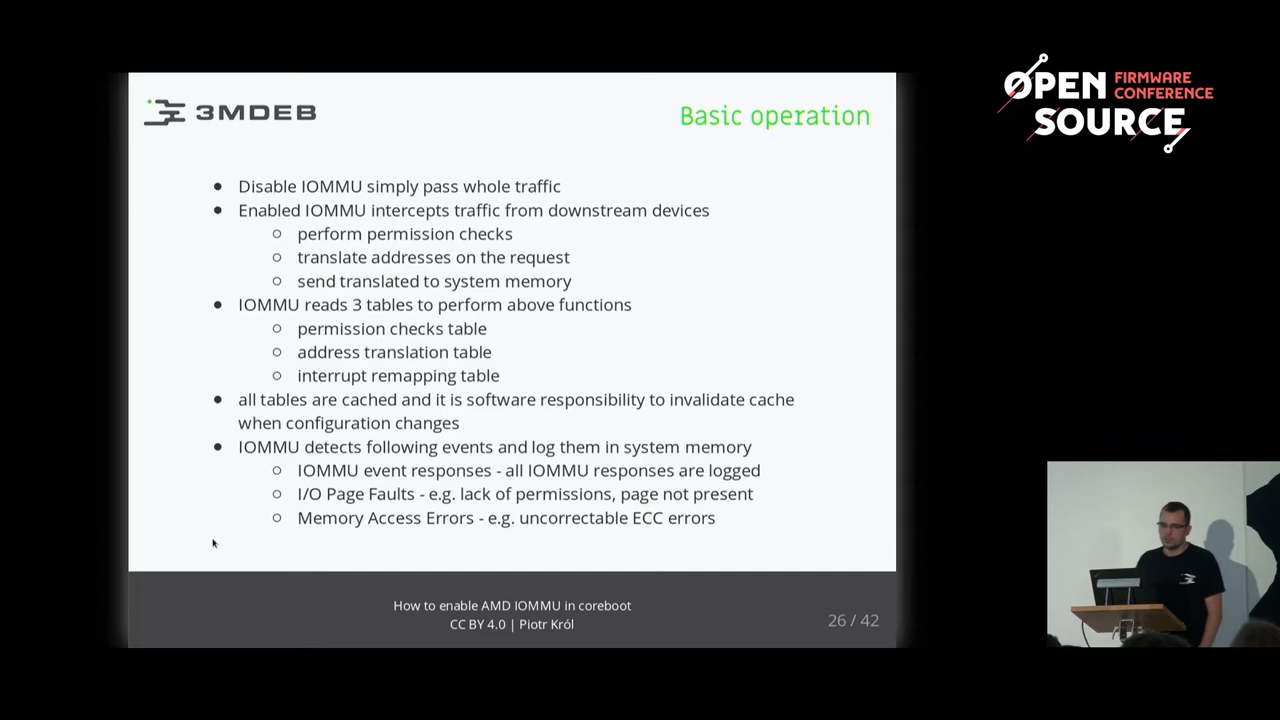 3MDEB
Basic operation
Disable IOMMU simply pass whole traffic
Enabled IOMMU intercepts traffic from downstream devices
perform permission checks
translate addresses on the request
send translated to system memory
IOMMU reads 3 tables to perform above functions
permission checks table
address translation table
interrupt remapping table
all tables are cached and it is software responsibility to invalidate cache
when configuration changes
IOMMU detects following events and log them in system memory
IOMMU event responses - all IOMMU responses are logged
I/O Page Faults - e.g. lack of permissions, page not present
Memory Access Errors - e.g. uncorrectable ECC errors
How to enable AMD IOMMU in coreboot
CC BY 4.0 | Piotr Król
26 / 42
OPEN
FIRMWARE
CONFERENCE
SOURCE